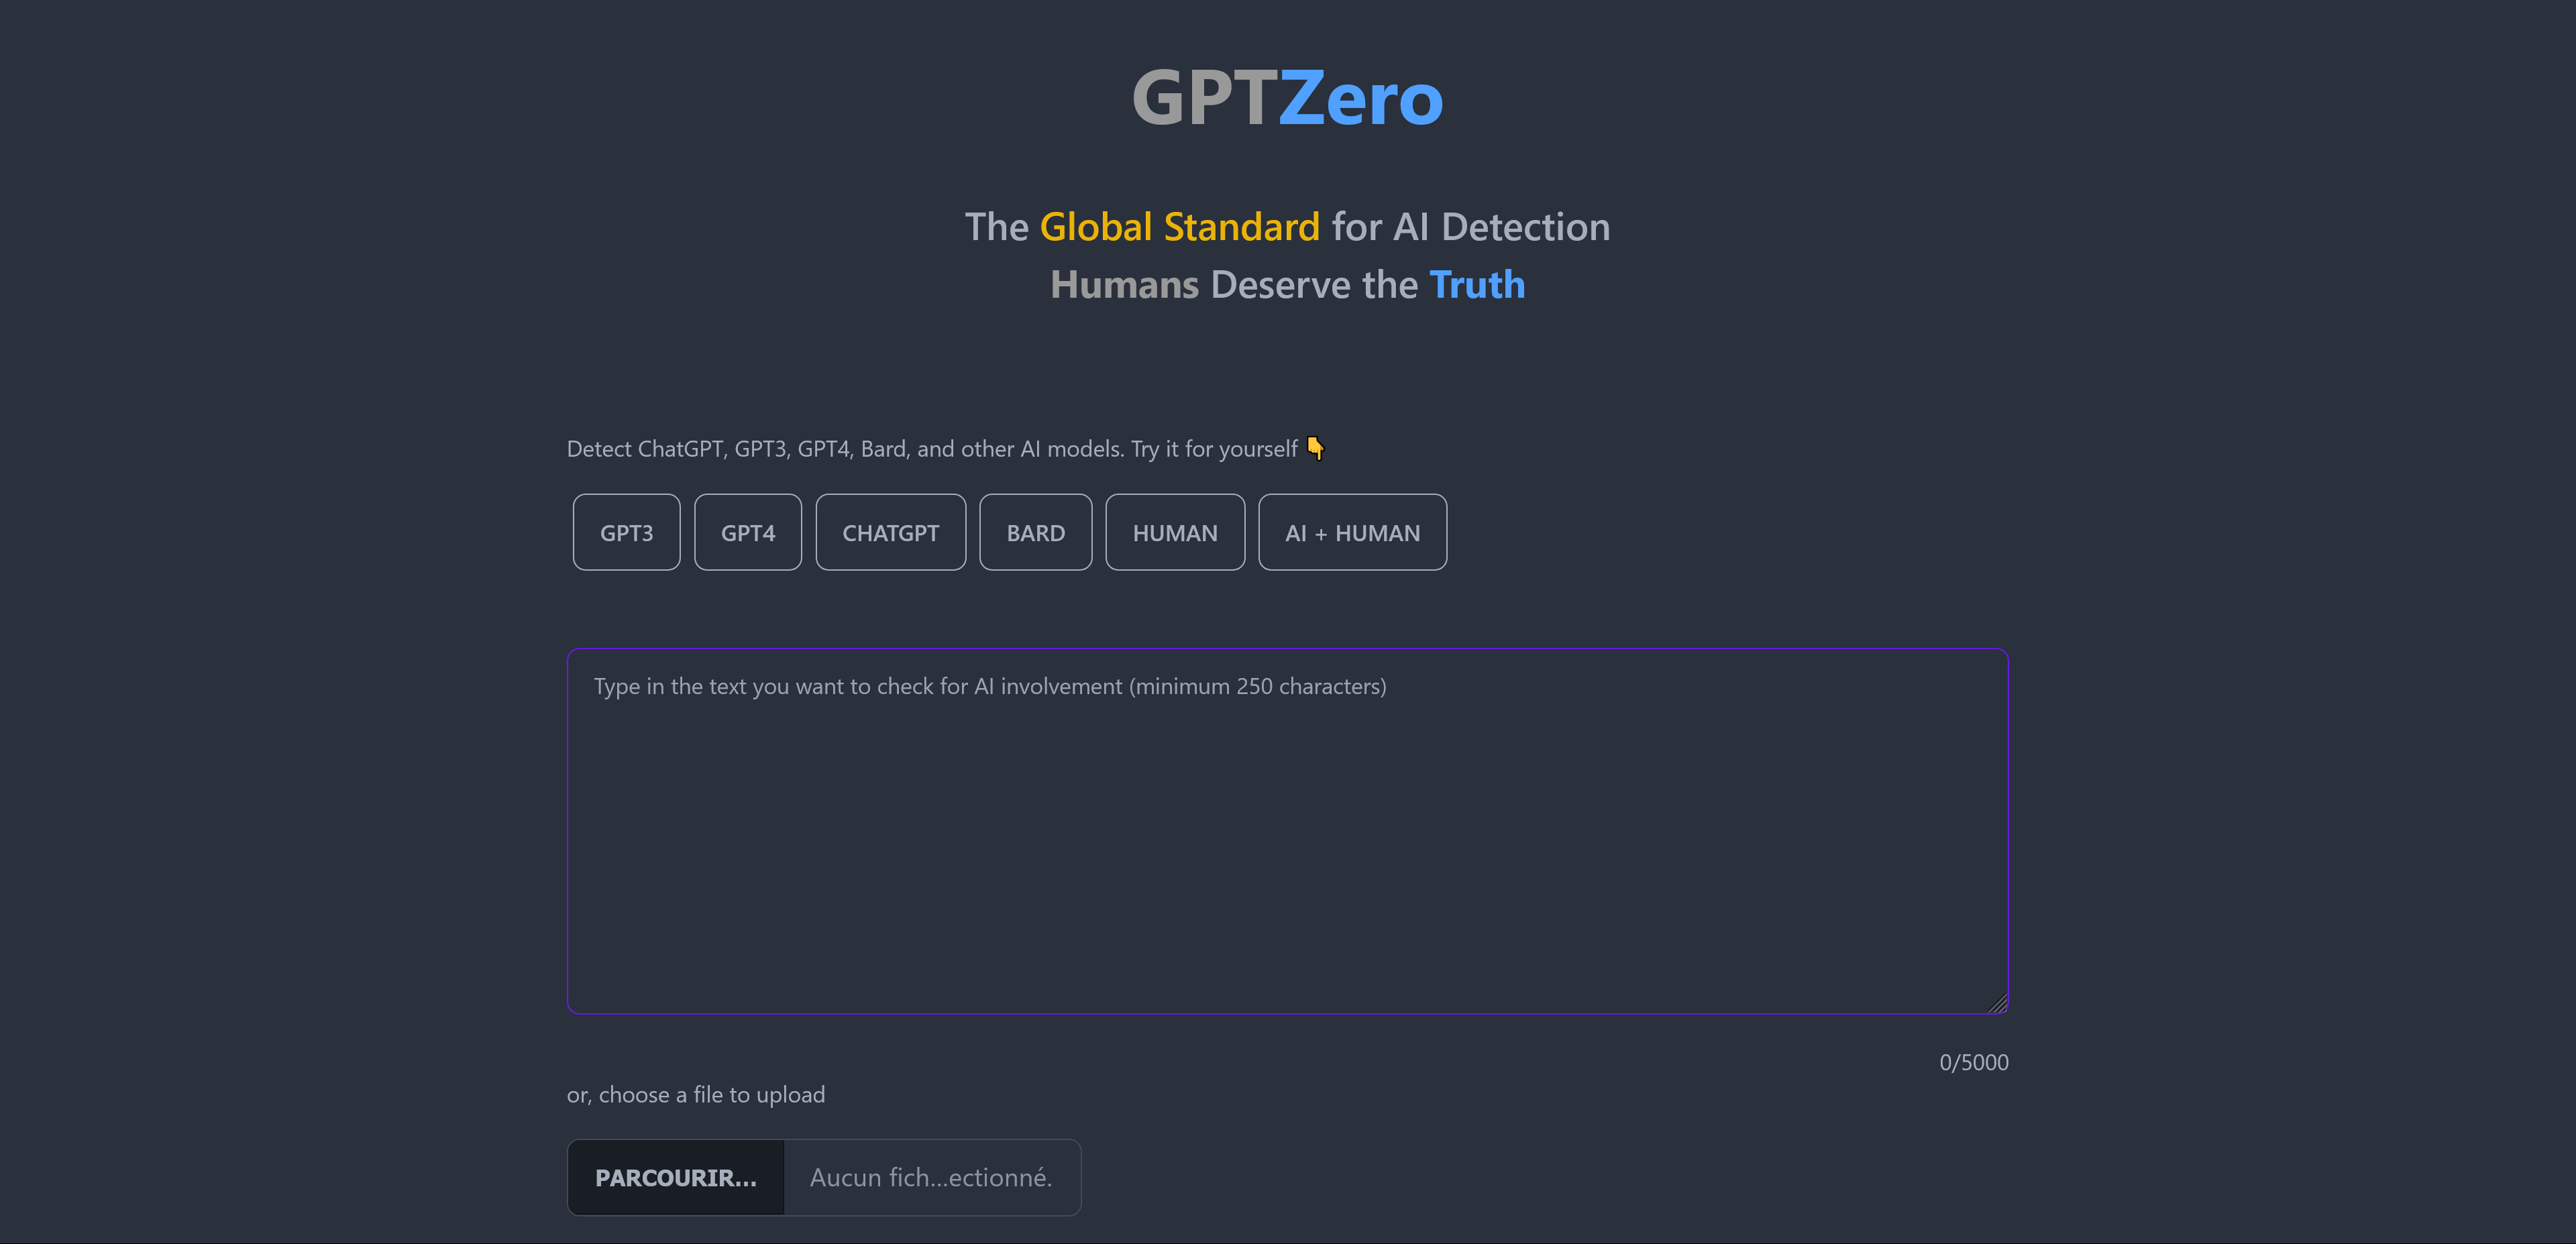 GPTZero
The Global Standard for AI Detection
Humans Deserve the Truth
Detect ChatGPT, GPT3, GPT4, Bard, and other AI models. Try it for yourself 👇
GPT3 GPT4 CHATGPT BARD HUMAN AI + HUMAN
Type in the text you want to check for AI involvement (minimum 250 characters)
0/5000
or, choose a file to upload
PARCOURIR... Aucun fich...ectionné.